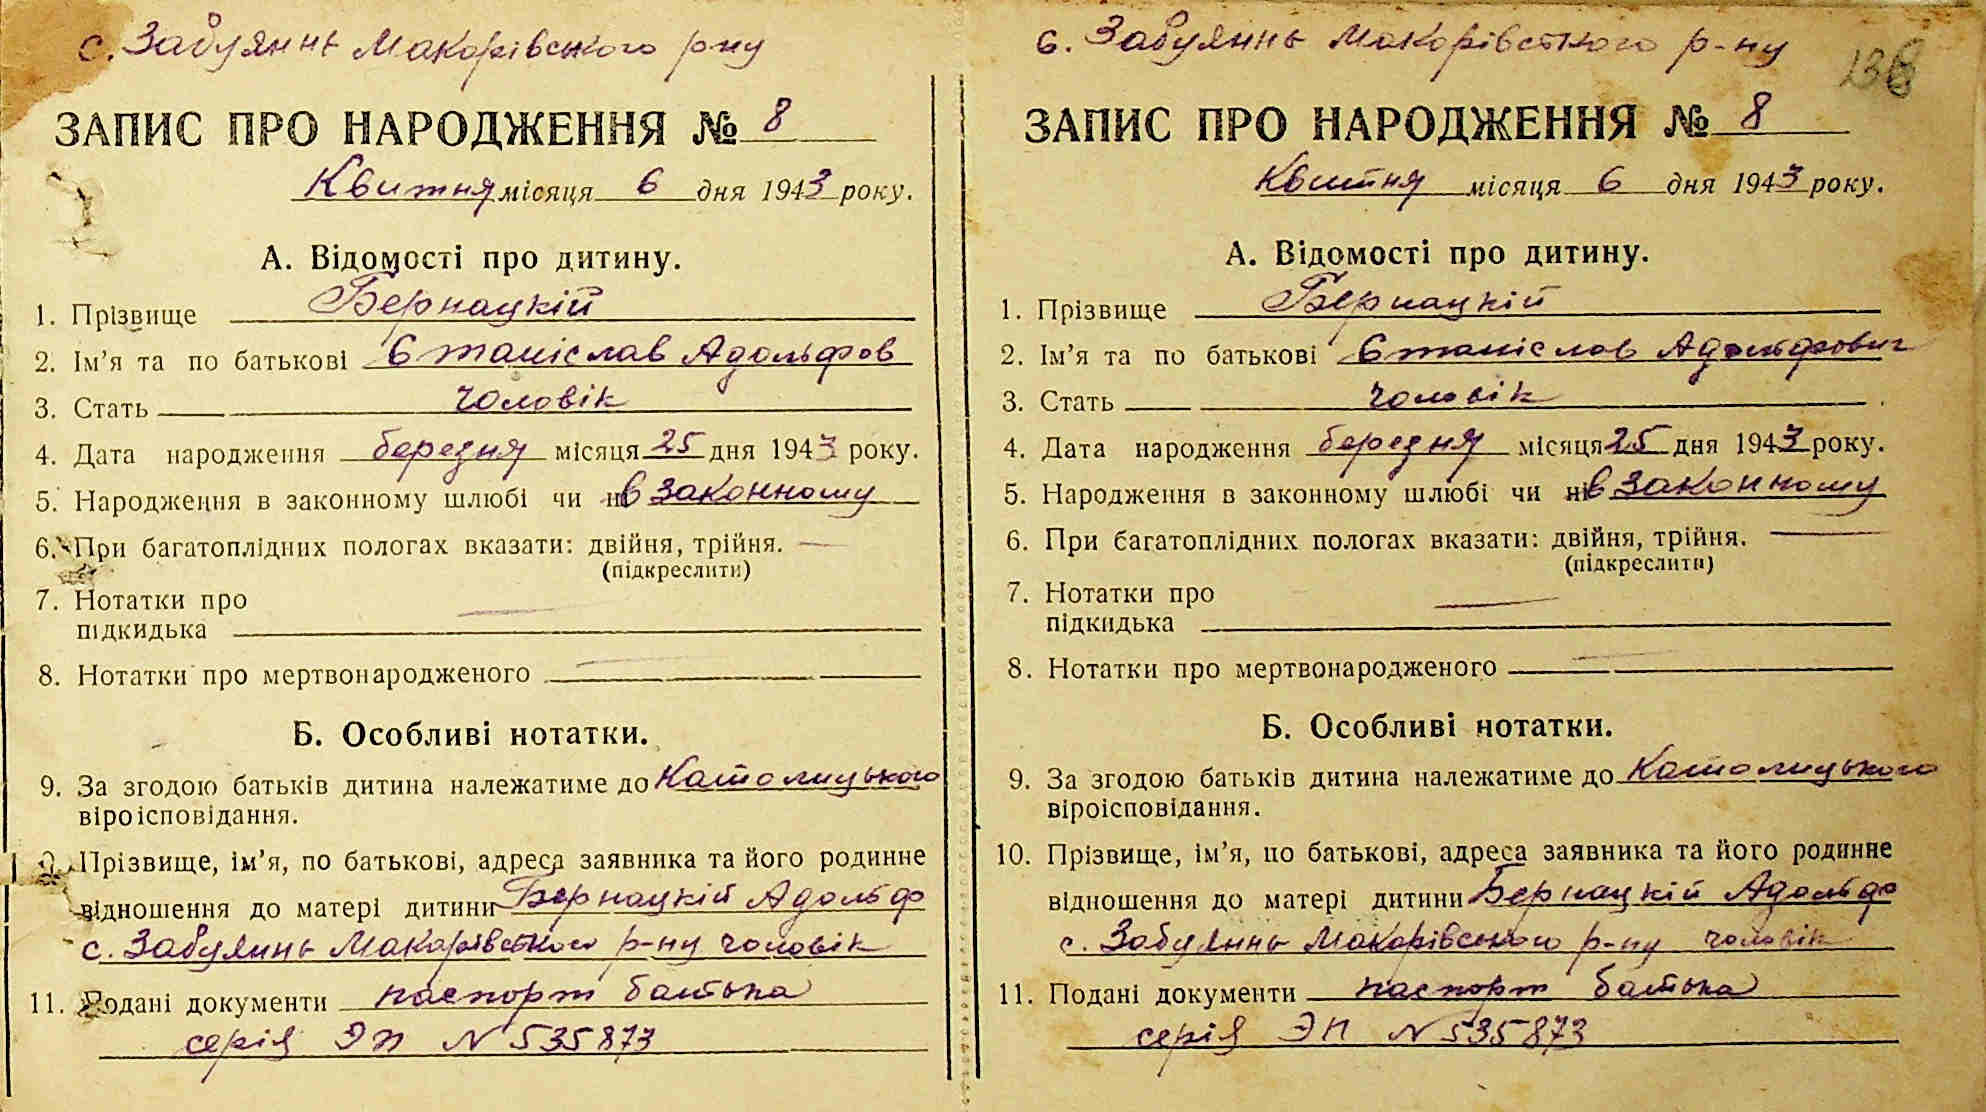 с. Забуяннь Макарівського р-ну
ЗАПИС ПРО НАРОДЖЕННЯ № 8
Квитня місяця 6 дня 1943 року.
А. Відомості про дитину.
1. Прізвище Бернацкій
2. Ім'я та по батькові Станіслав Адольфов
3. Стать чоловік
4. Дата народження березня місяця 25 дня 1943 року.
5. Народження в законному шлюбі чи ні в законному
6. При багатоплідних пологах вказати: двійня, трійня. —
(підкреслити)
7. Нотатки про
підкидька —
8. Нотатки про мертвонародженого —
Б. Особливі нотатки.
9. За згодою батьків дитина належатиме до Католицького
віроісповідання.
10. Прізвище, ім'я, по батькові, адреса заявника та його родинне
відношення до матері дитини Бернацкій Адольф
с. Забуяннь Макарівського р-ну чоловік
11. Подані документи паспорт батька
серія ЭП N 535873
с. Забуяннь Макарівського р-ну
136
ЗАПИС ПРО НАРОДЖЕННЯ № 8
Квитня місяця 6 дня 1943 року.
А. Відомості про дитину.
1. Прізвище Бернацкій
2. Ім'я та по батькові Станіслав Адольфович
3. Стать чоловік
4. Дата народження березня місяця 25 дня 1943 року.
5. Народження в законному шлюбі чи ні в законному
6. При багатоплідних пологах вказати: двійня, трійня. —
(підкреслити)
7. Нотатки про
підкидька —
8. Нотатки про мертвонародженого —
Б. Особливі нотатки.
9. За згодою батьків дитина належатиме до Католицького
віроісповідання.
10. Прізвище, ім'я, по батькові, адреса заявника та його родинне
відношення до матері дитини Бернацкій Адольф
с. Забуяннь Макарівського р-ну чоловік
11. Подані документи паспорт батька
серія ЭП N 535873